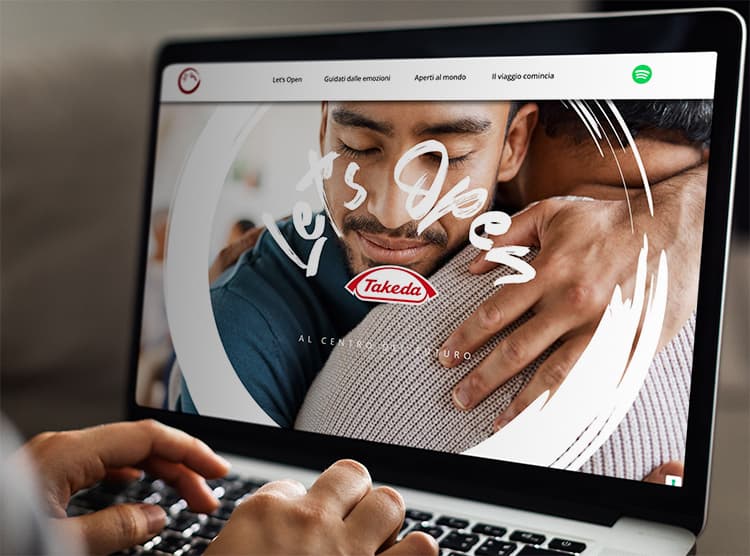 Let's Open
Guidati dalle emozioni
Aperti al mondo
Il viaggio comincia
Let's Open
Takeda
AL CENTRO DEL FUTURO